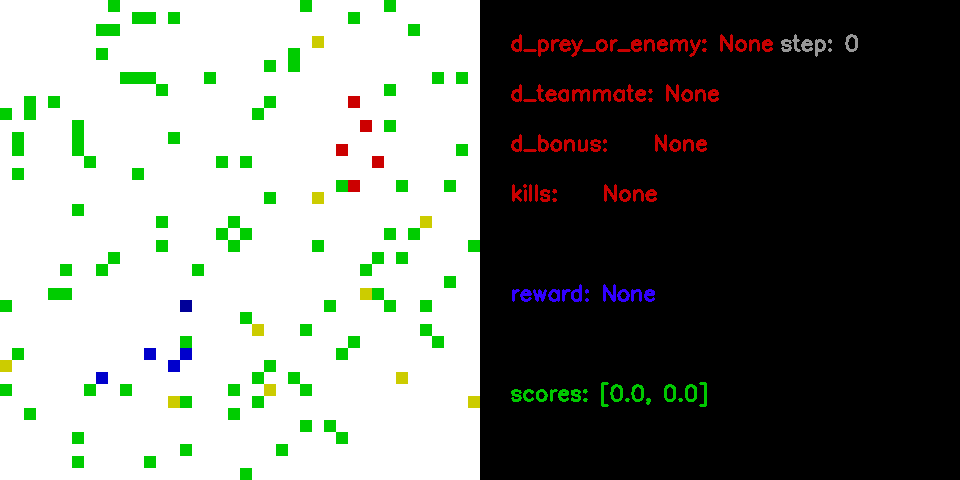 d_prey_or_enemy: None step: 0
d_teammate: None
d_bonus: None
kills: None
reward: None
scores: [0.0, 0.0]